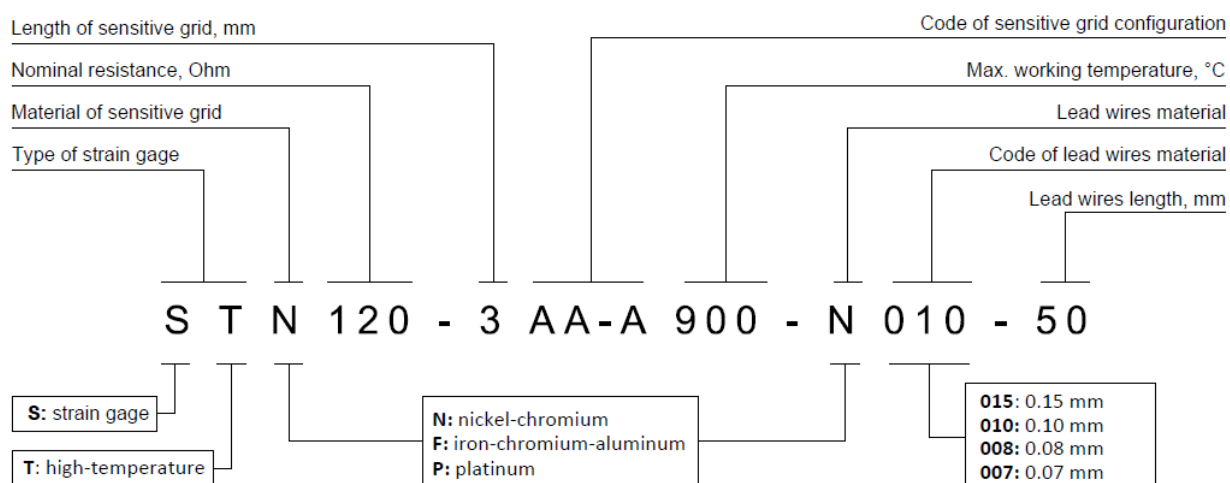 Length of sensitive grid, mm
Code of sensitive grid configuration
Nominal resistance, Ohm
Max. working temperature, °C
Material of sensitive grid
Lead wires material
Type of strain gage
Code of lead wires material
Lead wires length, mm
S T N 120 - 3 AA-A 900 - N 010 - 50
S: strain gage
T: high-temperature
N: nickel-chromium
F: iron-chromium-aluminum
P: platinum
015: 0.15 mm
010: 0.10 mm
008: 0.08 mm
007: 0.07 mm